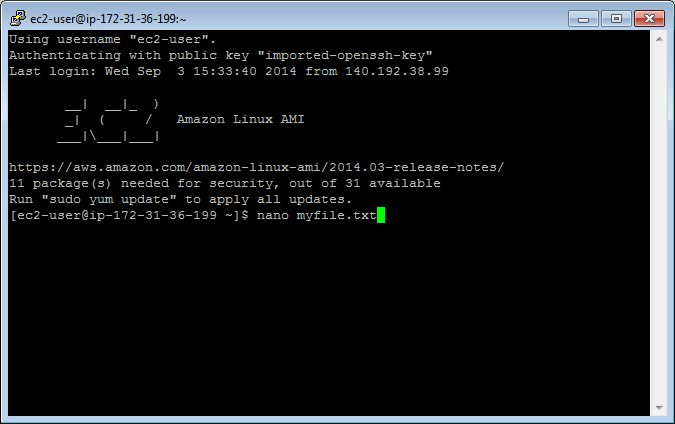 ec2-user@ip-172-31-36-199:~
Using username "ec2-user".
Authenticating with public key "imported-openssh-key"
Last login: Wed Sep  3 15:33:40 2014 from 140.192.38.99
__|  __|_  )
_|  (     /   Amazon Linux AMI
___|\___|___|
https://aws.amazon.com/amazon-linux-ami/2014.03-release-notes/
11 package(s) needed for security, out of 31 available
Run "sudo yum update" to apply all updates.
[ec2-user@ip-172-31-36-199 ~]$ nano myfile.txt